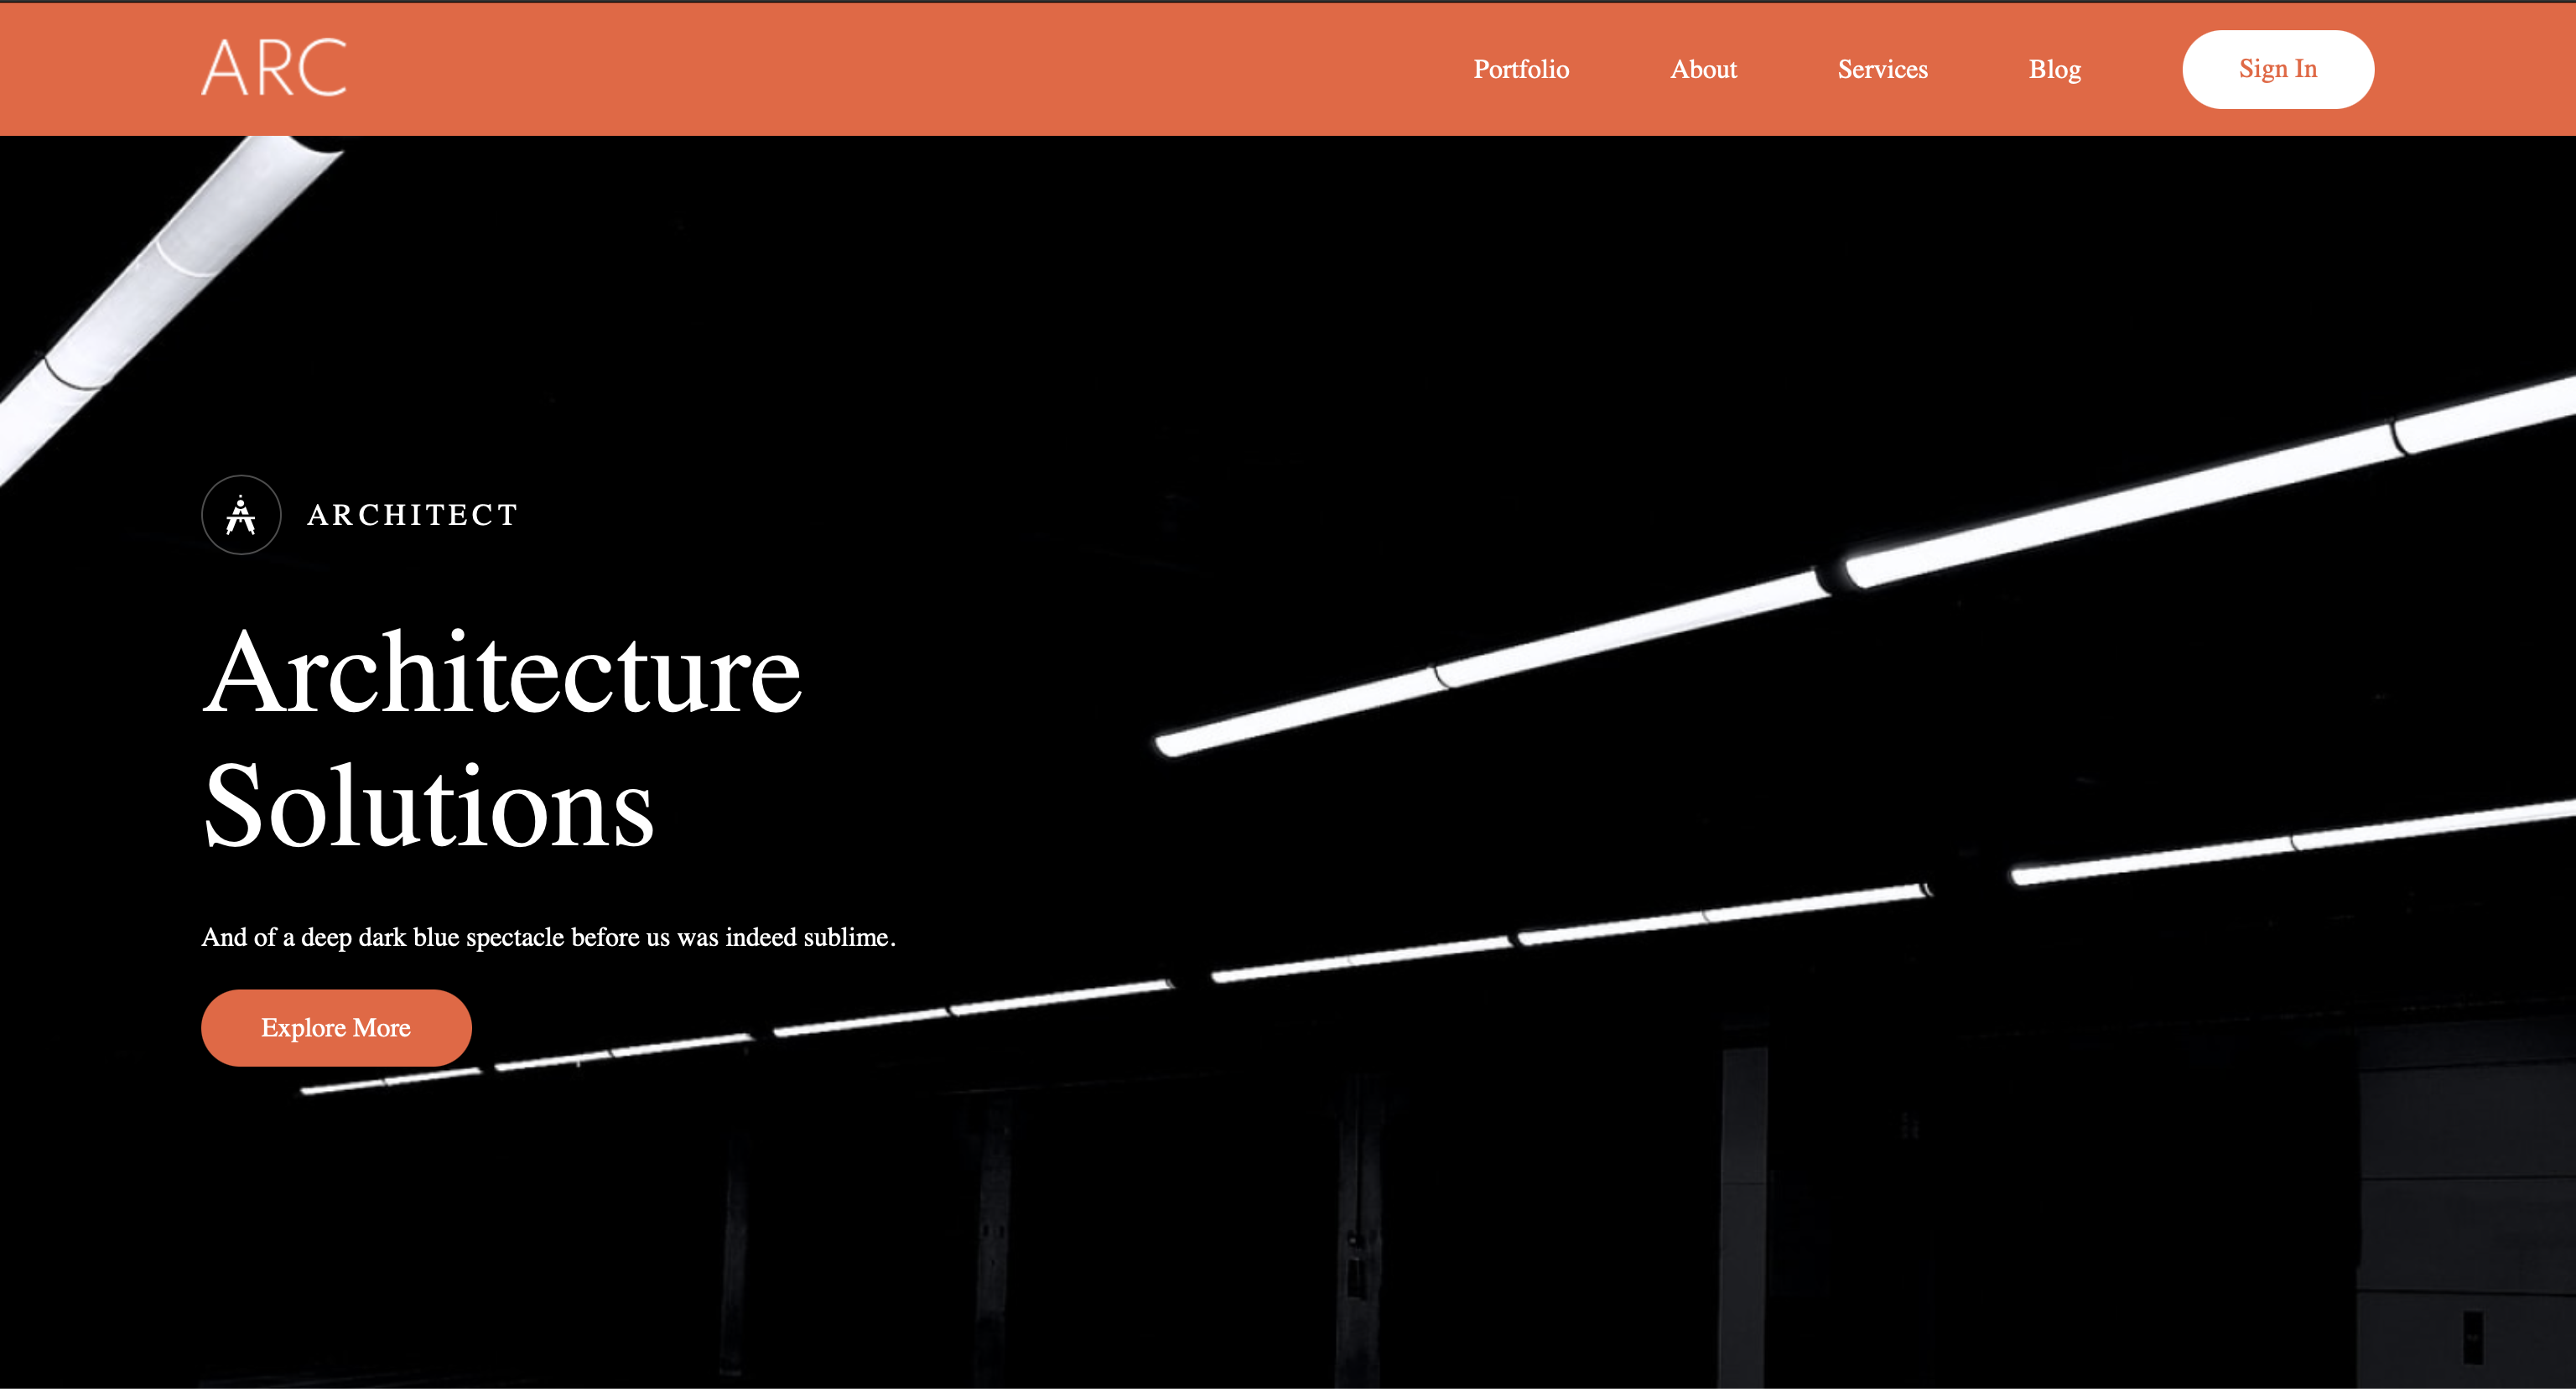 ARC
Portfolio About Services Blog Sign In
ARCHITECT
Architecture
Solutions
And of a deep dark blue spectacle before us was indeed sublime.
Explore More